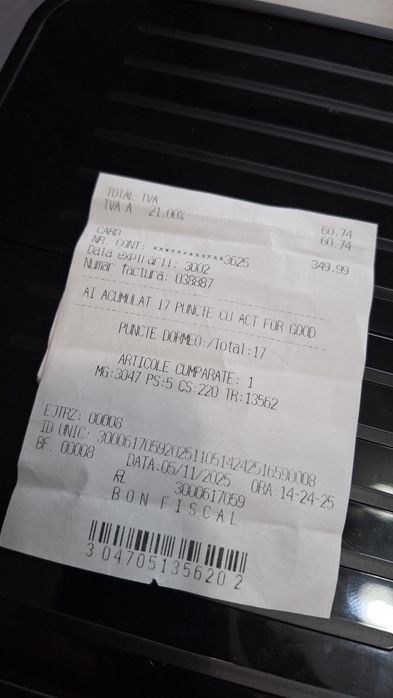 TOTAL TVA 60.74
TVA A 21.00% 60.74
CARD 349.99
NR. CONT: ************3625
Data expirarii: 3002
Numar factura: 038887
AI ACUMULAT 17 PUNCTE CU ACT FOR GOOD
PUNCTE DORMEO:/Total:17
ARTICOLE CUMPARATE: 1
MG:3047 PS:5 CS:220 TR:13562
EJTRZ: 00008
ID UNIC: 30006170592025110514242516590008
BF. 00008 DATA:05/11/2025 ORA:14-24-25
3000617059
BON FISCAL
3 047051356202